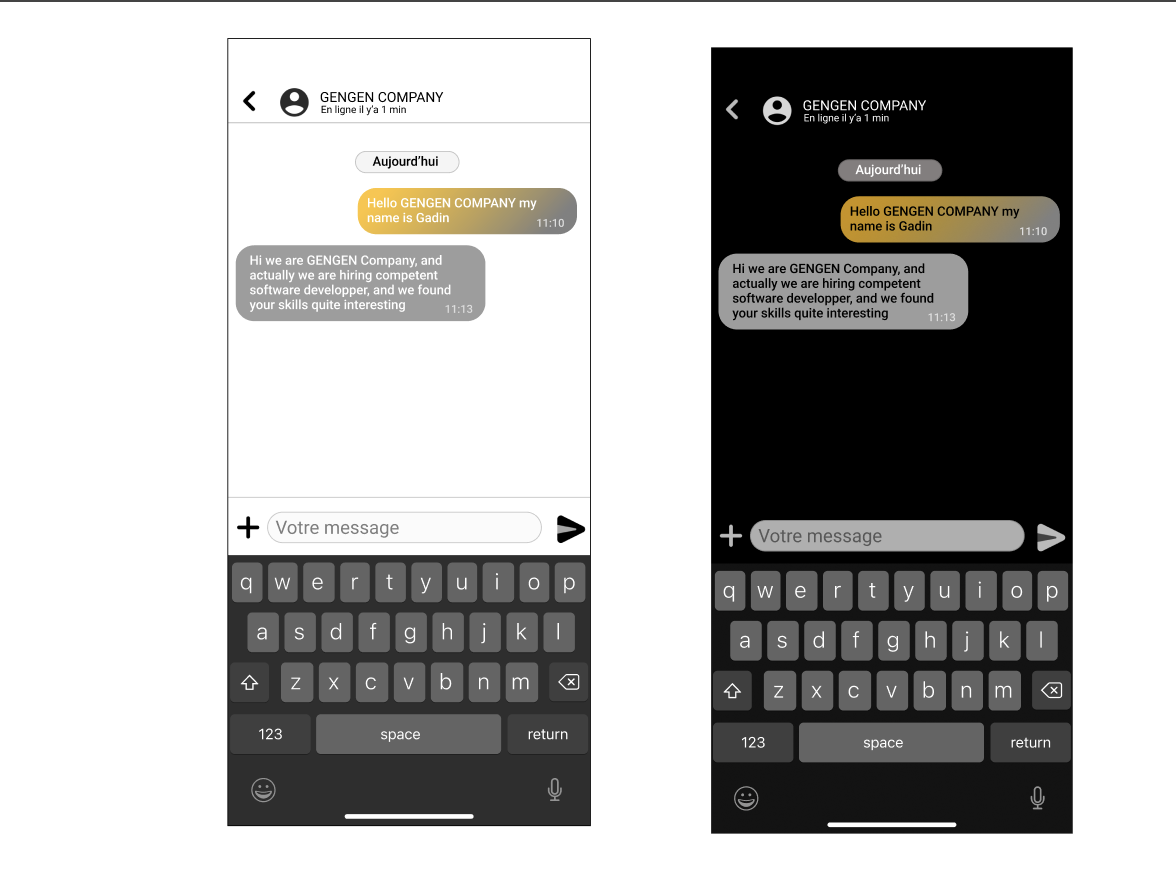 GENGEN COMPANY
En ligne il y'a 1 min
Aujourd'hui
Hello GENGEN COMPANY my
name is Gadin
11:10
Hi we are GENGEN Company, and
actually we are hiring competent
software developper, and we found
your skills quite interesting
11:13
Votre message
q w e r t y u i o p
a s d f g h j k l
z x c v b n m
123 space return
GENGEN COMPANY
En ligne il y'a 1 min
Aujourd'hui
Hello GENGEN COMPANY my
name is Gadin
11:10
Hi we are GENGEN Company, and
actually we are hiring competent
software developper, and we found
your skills quite interesting
11:13
Votre message
q w e r t y u i o p
a s d f g h j k l
z x c v b n m
123 space return